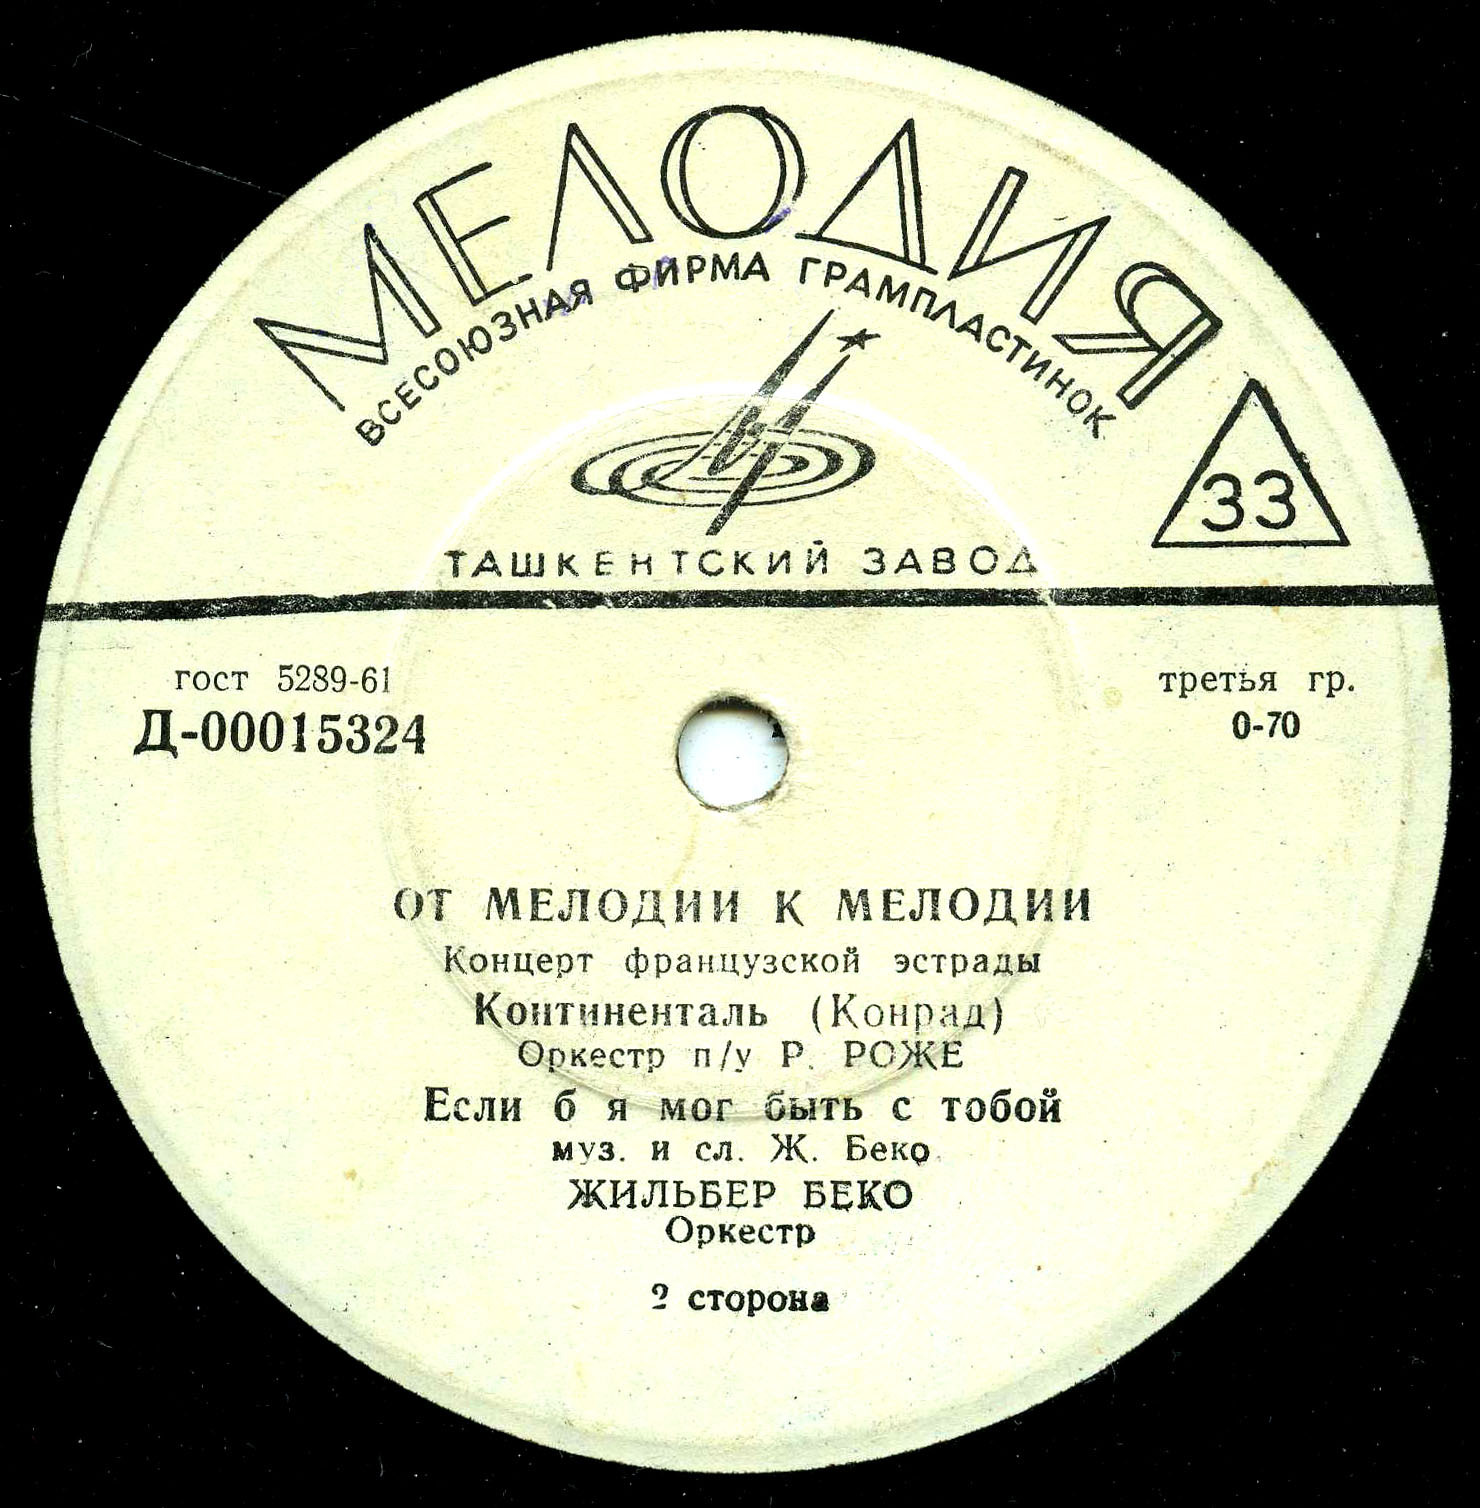 МЕЛОДИЯ
ВСЕСОЮЗНАЯ ФИРМА ГРАМПЛАСТИНОК
33
ТАШКЕНТСКИЙ ЗАВОД
гост 5289-61
третья гр.
Д-00015324
0-70
ОТ МЕЛОДИИ К МЕЛОДИИ
Концерт французской эстрады
Континенталь (Конрад)
Оркестр п/у Р. РОЖЕ
Если б я мог быть с тобой
муз. и сл. Ж. Беко
ЖИЛЬБЕР БЕКО
Оркестр
2 сторона